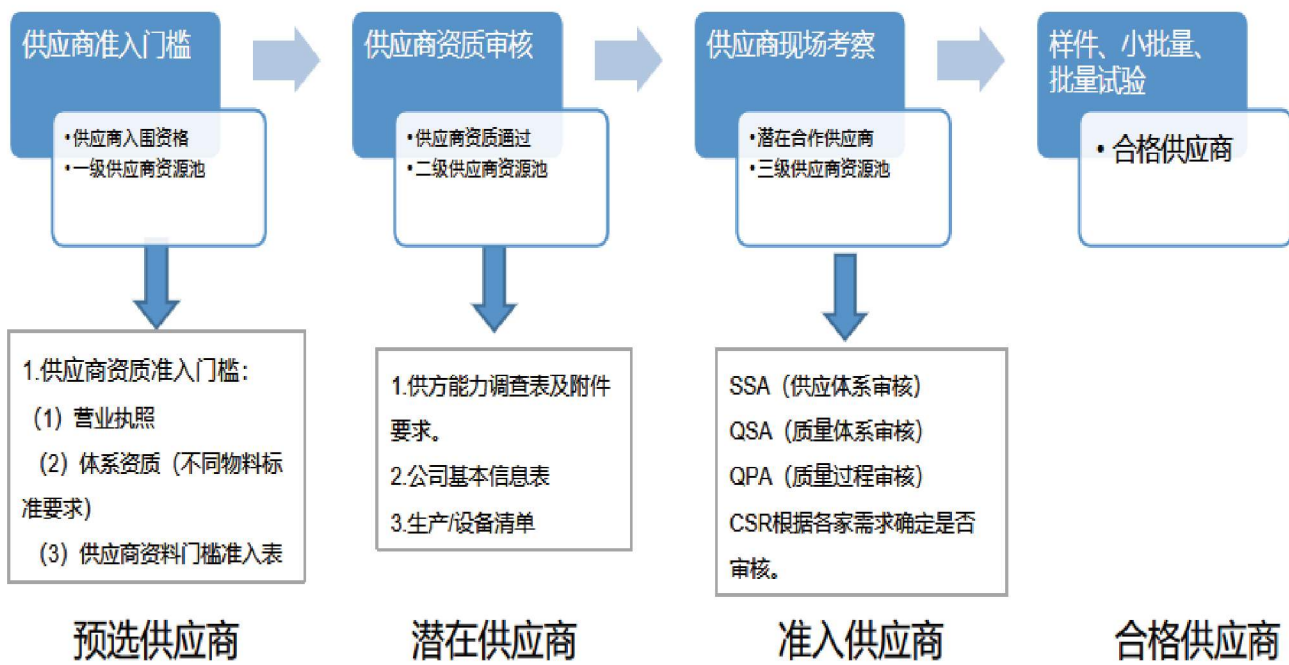 供应商准入门槛
•供应商入围资格
•一级供应商资源池
供应商资质审核
•供应商资质通过
•二级供应商资源池
供应商现场考察
•潜在合作供应商
•三级供应商资源池
样件、小批量、
批量试验
• 合格供应商
1.供应商资质准入门槛：
（1）营业执照
（2）体系资质（不同物料标
准要求）
（3）供应商资料门槛准入表
1.供方能力调查表及附件
要求。
2.公司基本信息表
3.生产/设备清单
SSA（供应体系审核）
QSA（质量体系审核）
QPA（质量过程审核）
CSR根据各家需求确定是否
审核。
预选供应商
潜在供应商
准入供应商
合格供应商